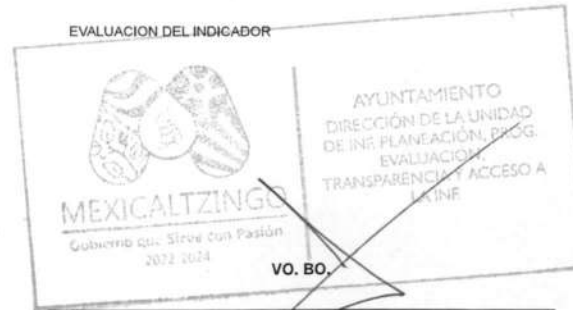 EVALUACION DEL INDICADOR
MEXICALTZINGO
Gobierno que Sirve con Pasión
2022-2024
AYUNTAMIENTO
DIRECCIÓN DE LA UNIDAD
DE INF. PLANEACIÓN, PROG.
EVALUACIÓN,
TRANSPARENCIA Y ACCESO A
LA INF.
VO. BO.